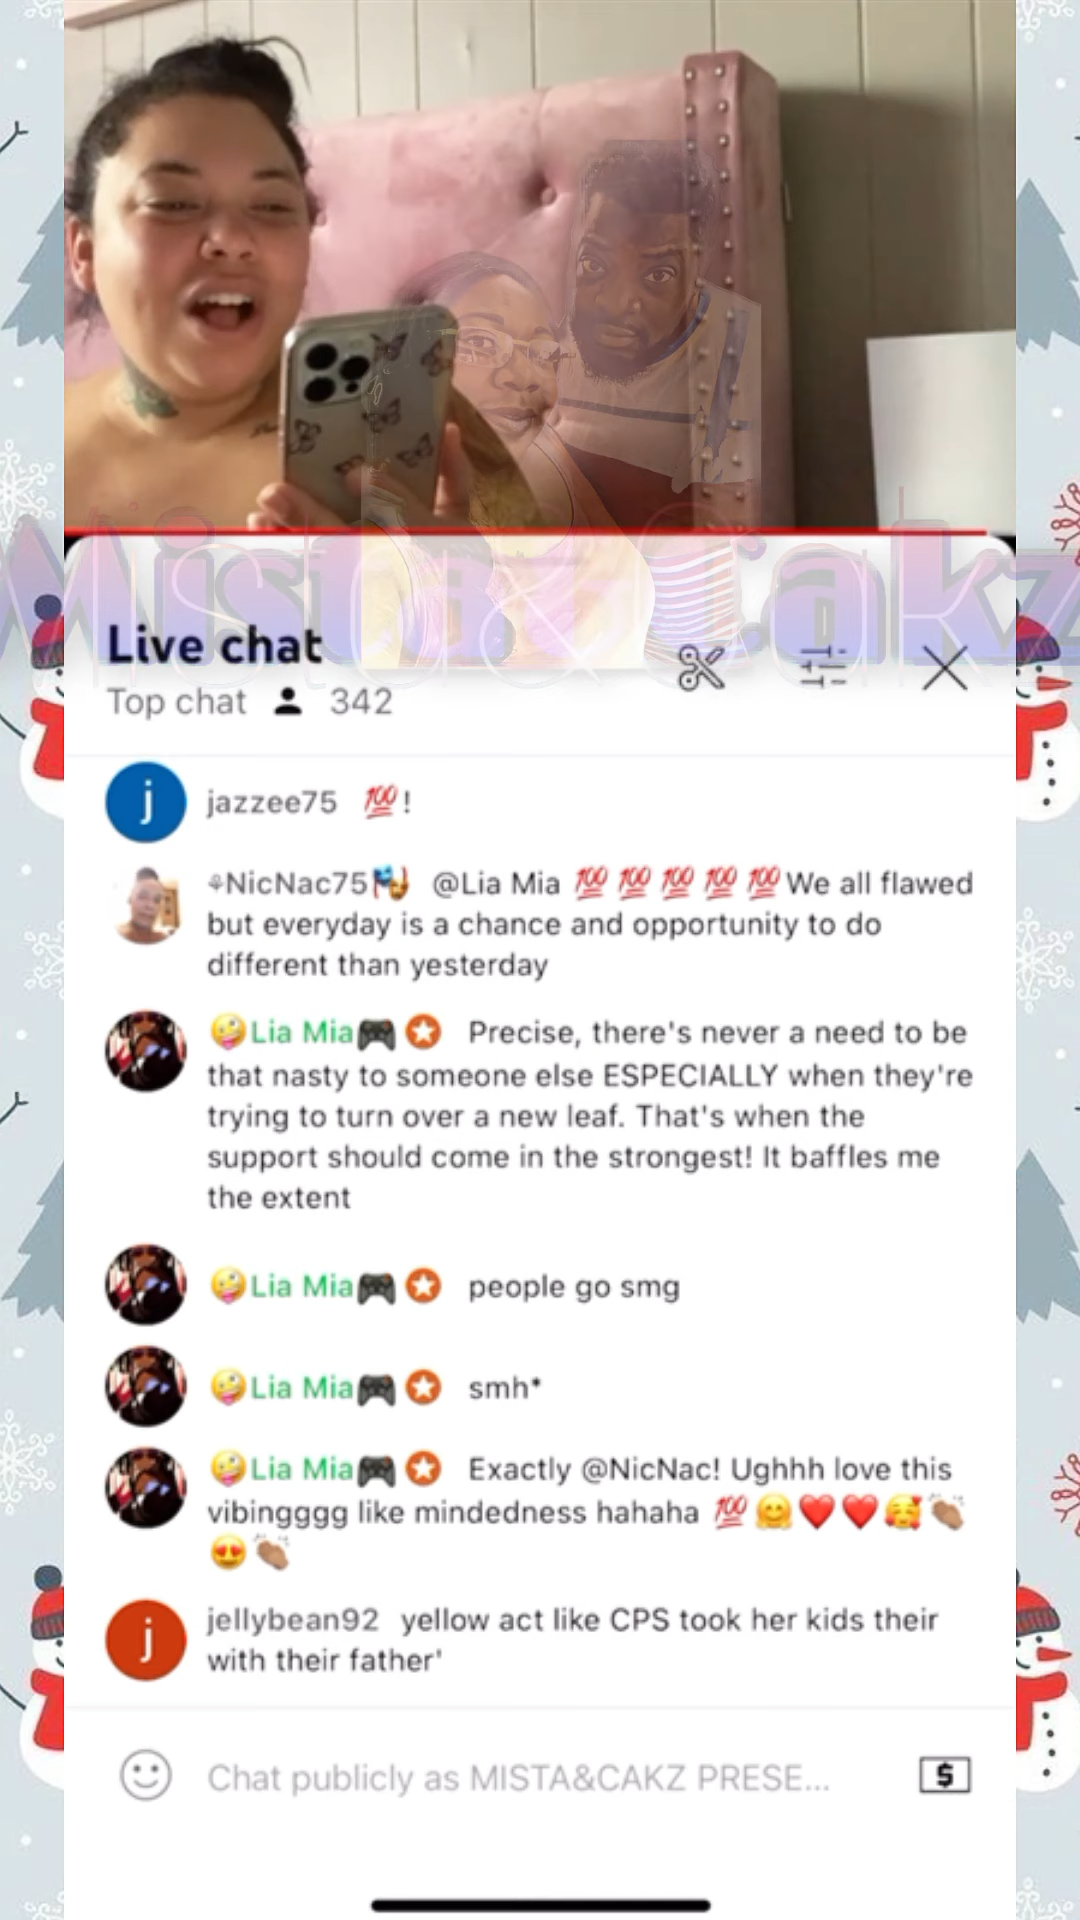 Mista & Cakz
Live chat
Top chat 342
j jazzee75 💯!
⚘NicNac75🎭 @Lia Mia 💯 💯 💯 💯 💯 We all flawed
but everyday is a chance and opportunity to do
different than yesterday
🤪Lia Mia🎮 Precise, there's never a need to be
that nasty to someone else ESPECIALLY when they're
trying to turn over a new leaf. That's when the
support should come in the strongest! It baffles me
the extent
🤪Lia Mia🎮 people go smg
🤪Lia Mia🎮 smh*
🤪Lia Mia🎮 Exactly @NicNac! Ughhh love this
vibingggg like mindedness hahaha 💯🤗❤️❤️🥰👏🏽
😍👏🏽
j jellybean92 yellow act like CPS took her kids their
with their father'
Chat publicly as MISTA&CAKZ PRESE... $